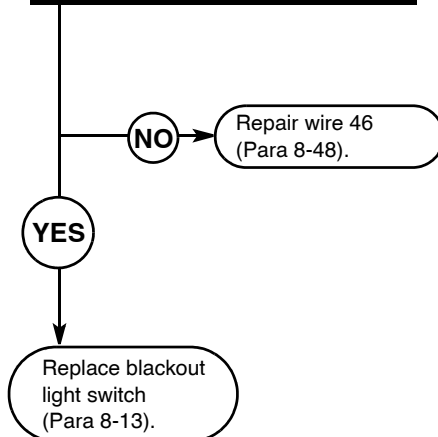 NO
Repair wire 46
(Para 8-48).
YES
Replace blackout
light switch
(Para 8-13).